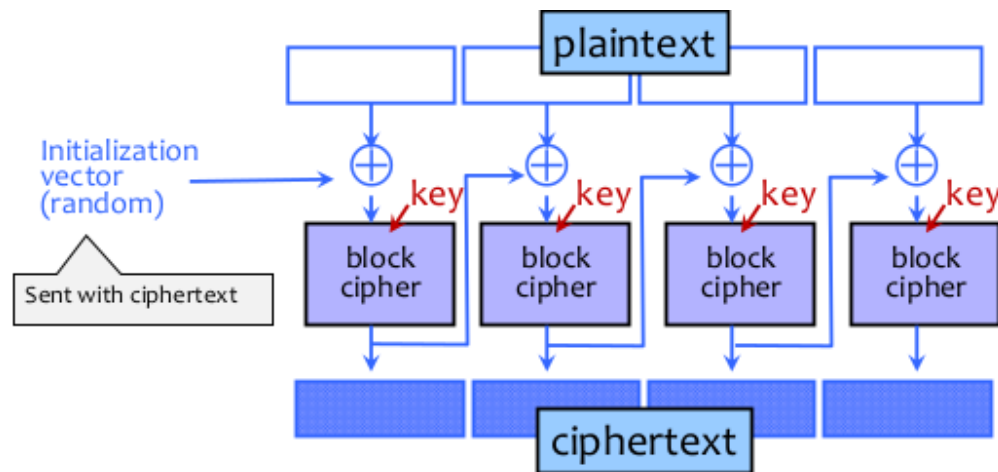 plaintext
Initialization
vector
(random)
key
key
key
key
block
cipher
block
cipher
block
cipher
block
cipher
Sent with ciphertext
ciphertext